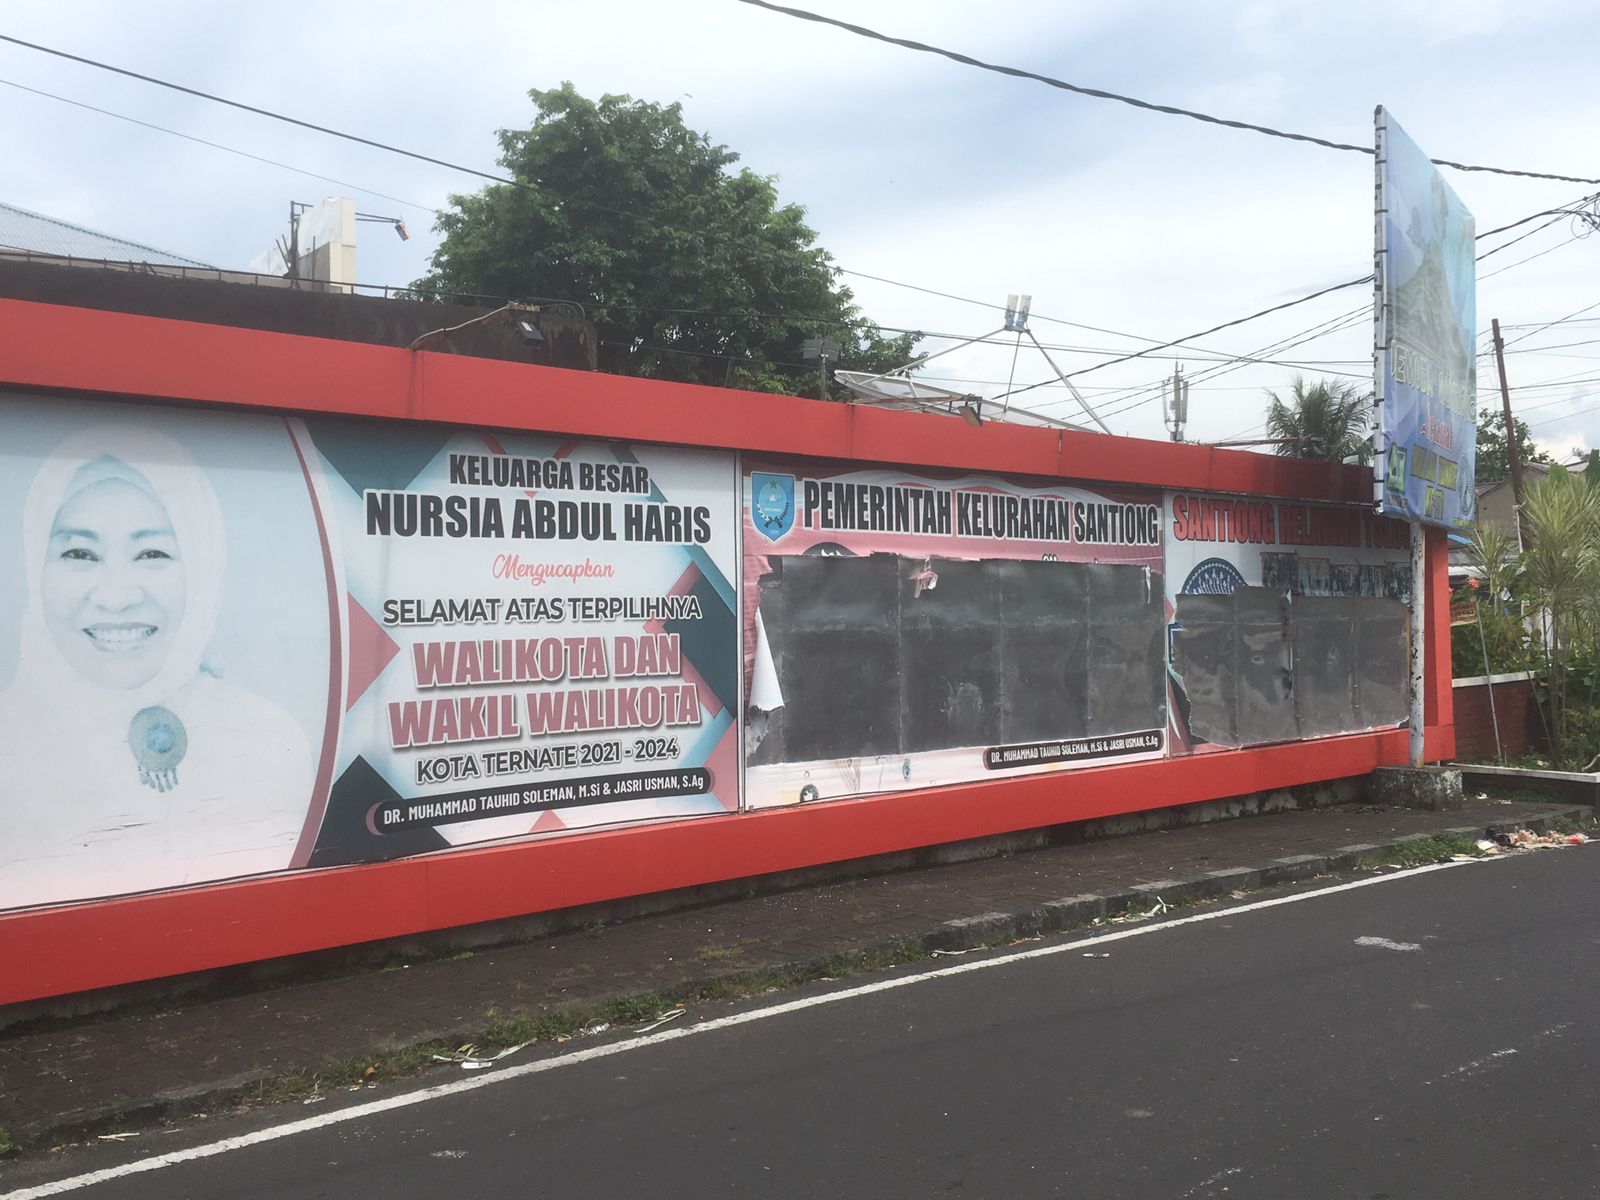 KELUARGA BESAR
NURSIA ABDUL HARIS
Mengucapkan
SELAMAT ATAS TERPILIHNYA
WALIKOTA DAN
WAKIL WALIKOTA
KOTA TERNATE 2021 - 2024
DR. MUHAMMAD TAUHID SOLEMAN, M.Si & JASRI USMAN, S.Ag
PEMERINTAH KELURAHAN SANTIONG
DR. MUHAMMAD TAUHID SOLEMAN, M.Si & JASRI USMAN, S.Ag
SANTIONG